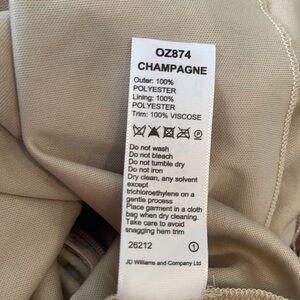 OZ874
CHAMPAGNE
Outer: 100%
POLYESTER
Lining: 100%
POLYESTER
Trim: 100% VISCOSE
P
Do not wash
Do not bleach
Do not tumble dry
Do not iron
Dry clean, any solvent
except
trichloroethylene on a
gentle process
Place garment in a cloth
bag when dry cleaning.
Take care to avoid
snagging hem trim
26212 1
JD Williams and Company Ltd